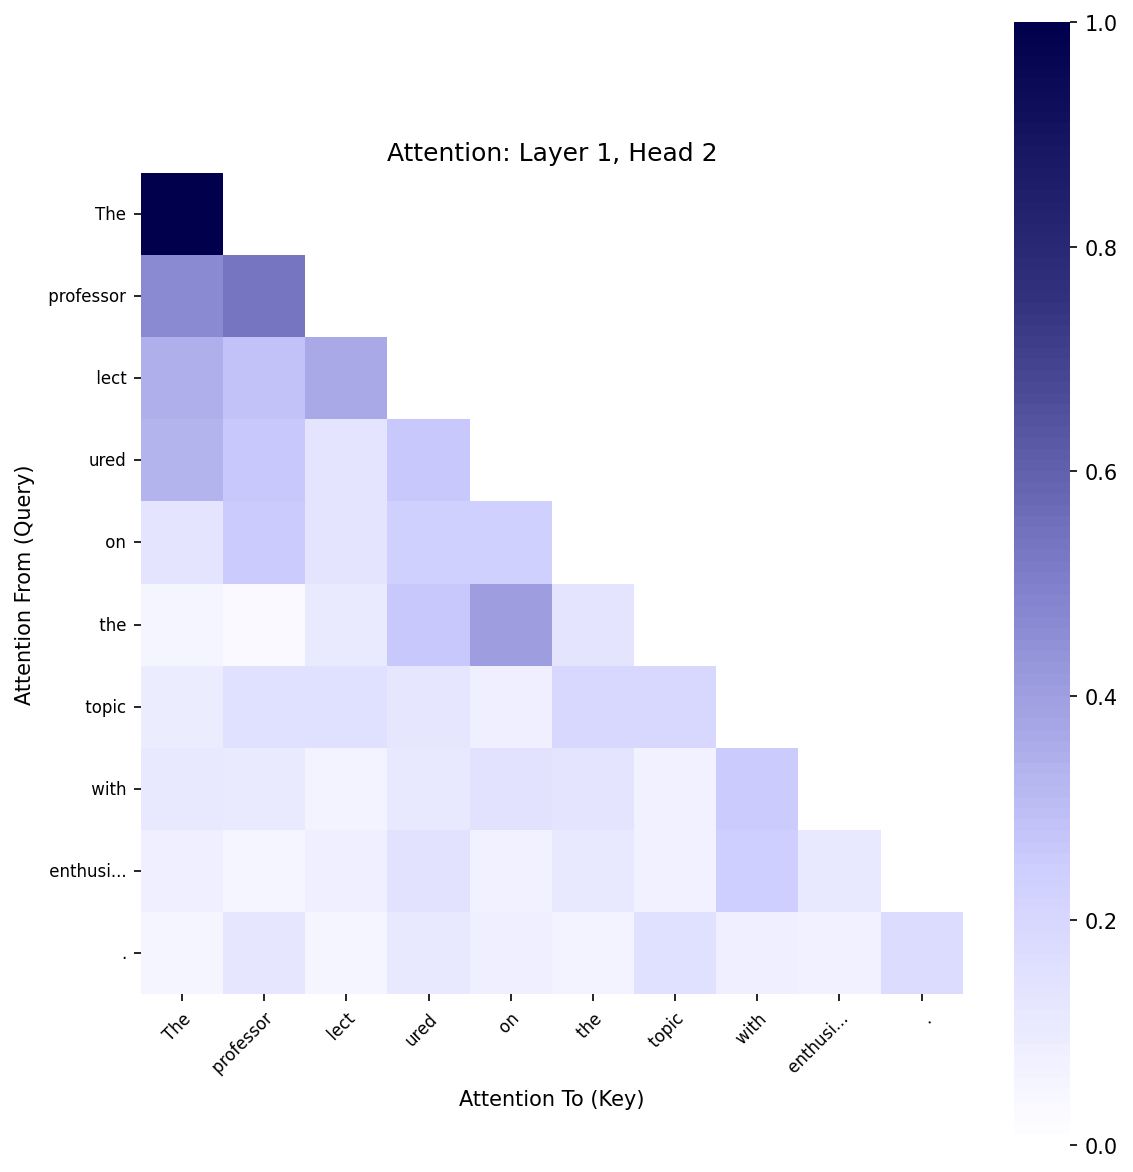 Attention: Layer 1, Head 2
1.0
0.8
0.6
0.4
0.2
0.0
Attention From (Query)
The
professor
lect
ured
on
the
topic
with
enthusi...
.
The
professor
lect
ured
on
the
topic
with
enthusi...
.
Attention To (Key)